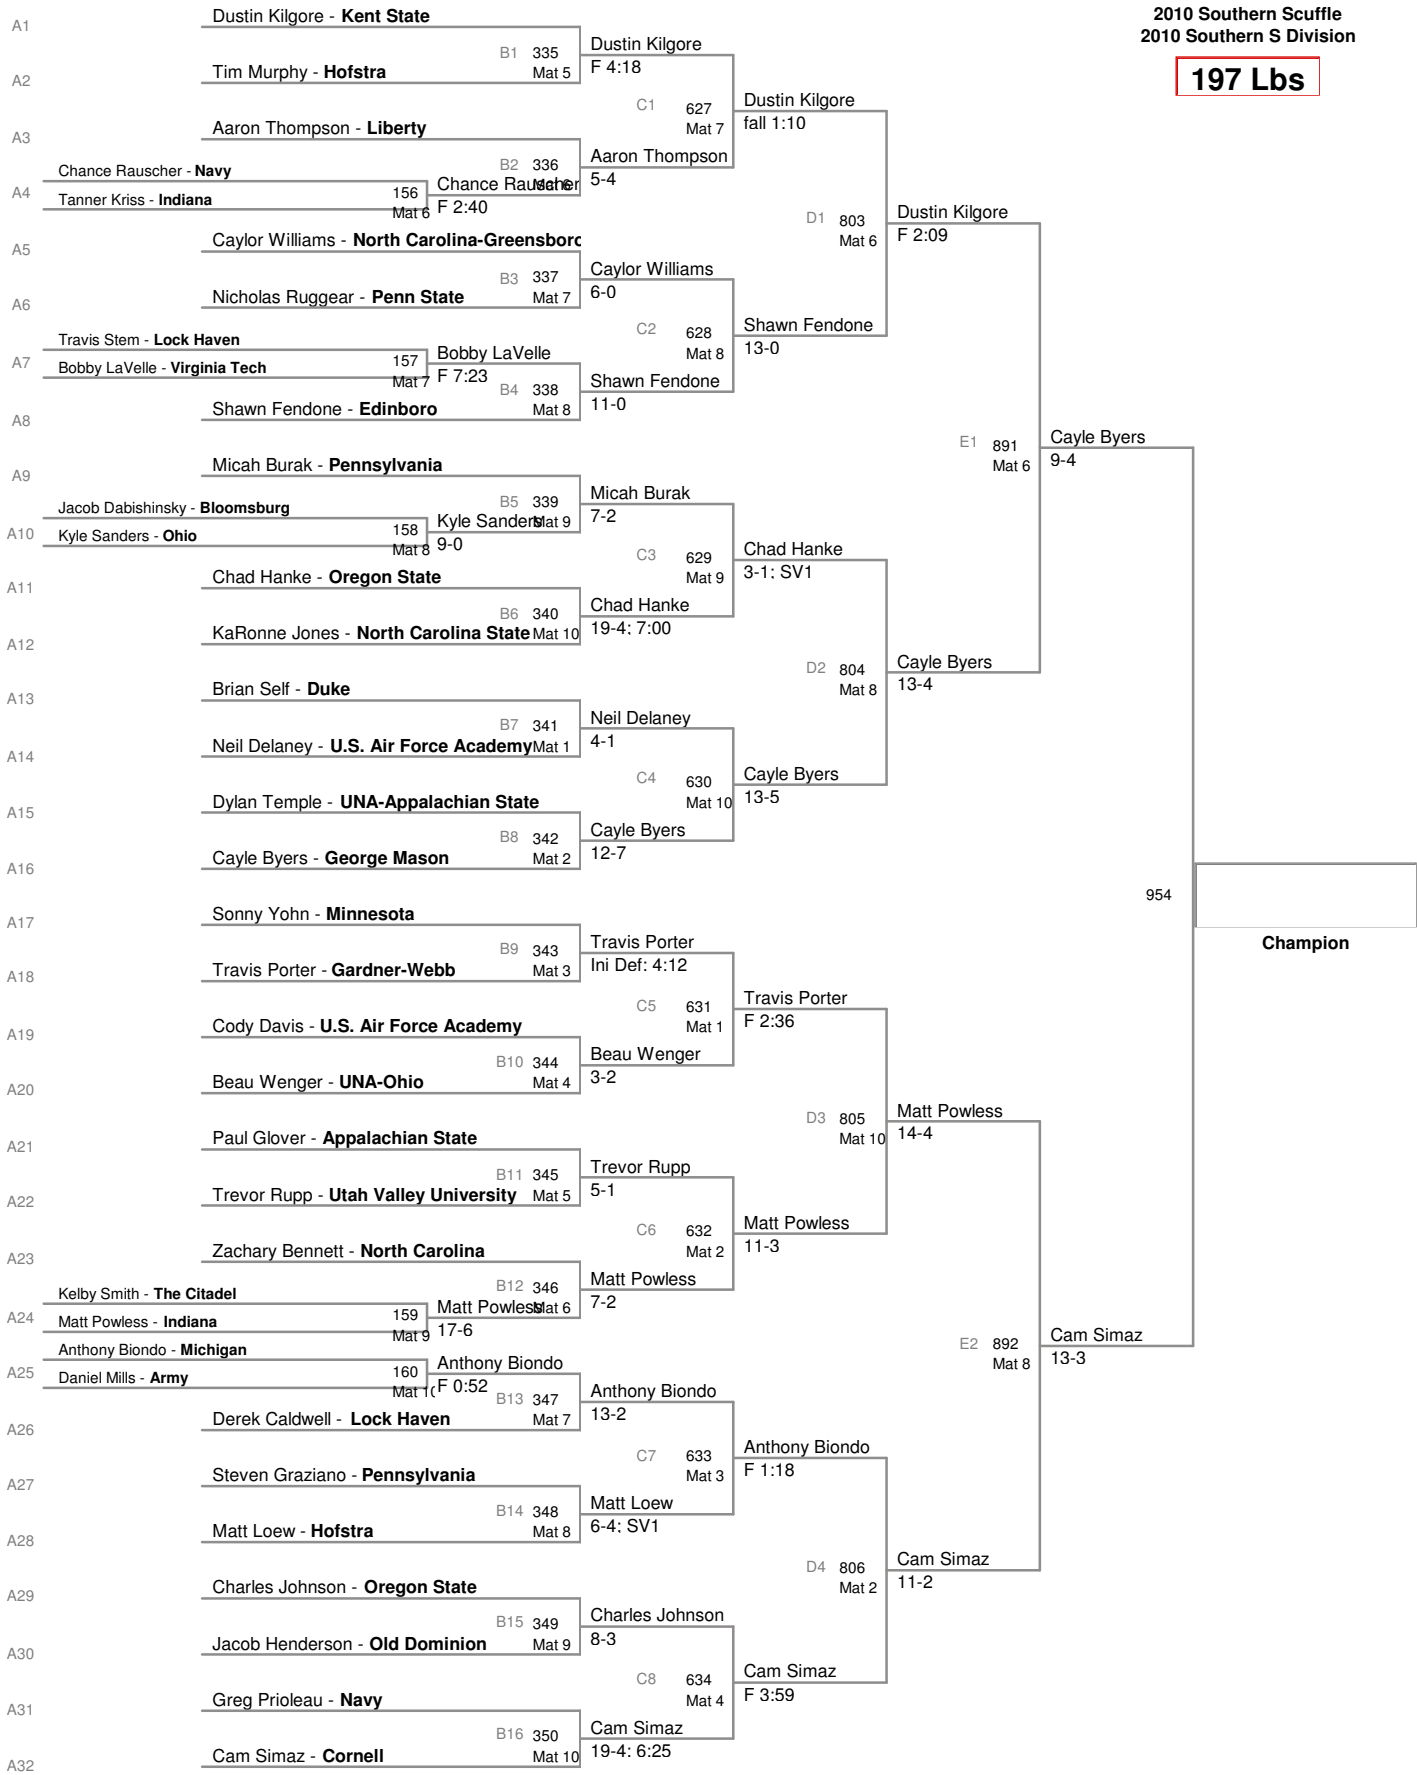 2010 Southern Scuffle
2010 Southern S Division
197 Lbs
A1
Dustin Kilgore - Kent State
B1 335
Mat 5
A2
Tim Murphy - Hofstra
Dustin Kilgore
F 4:18
C1 627
Mat 7
Dustin Kilgore
fall 1:10
A3
Aaron Thompson - Liberty
B2 336
Mat 6
Aaron Thompson
5-4
A4
Chance Rauscher - Navy
Tanner Kriss - Indiana
156
Mat 6
Chance Rauscher
F 2:40
D1 803
Mat 6
Dustin Kilgore
F 2:09
A5
Caylor Williams - North Carolina-Greensboro
B3 337
Mat 7
A6
Nicholas Ruggear - Penn State
Caylor Williams
6-0
C2 628
Mat 8
Shawn Fendone
13-0
A7
Travis Stem - Lock Haven
Bobby LaVelle - Virginia Tech
157
Mat 7
Bobby LaVelle
F 7:23
B4 338
Mat 8
A8
Shawn Fendone - Edinboro
Shawn Fendone
11-0
E1 891
Mat 6
Cayle Byers
9-4
A9
Micah Burak - Pennsylvania
B5 339
Mat 9
Micah Burak
7-2
A10
Jacob Dabishinsky - Bloomsburg
Kyle Sanders - Ohio
158
Mat 8
Kyle Sanders
9-0
C3 629
Mat 9
Chad Hanke
3-1; SV1
A11
Chad Hanke - Oregon State
B6 340
Mat 10
A12
KaRonne Jones - North Carolina State
Chad Hanke
19-4; 7:00
D2 804
Mat 8
Cayle Byers
13-4
A13
Brian Self - Duke
B7 341
Mat 1
A14
Neil Delaney - U.S. Air Force Academy
Neil Delaney
4-1
C4 630
Mat 10
Cayle Byers
13-5
A15
Dylan Temple - UNA-Appalachian State
B8 342
Mat 2
A16
Cayle Byers - George Mason
Cayle Byers
12-7
954
Champion
A17
Sonny Yohn - Minnesota
B9 343
Mat 3
A18
Travis Porter - Gardner-Webb
Travis Porter
Inj Def: 4:12
C5 631
Mat 1
Travis Porter
F 2:36
A19
Cody Davis - U.S. Air Force Academy
B10 344
Mat 4
A20
Beau Wenger - UNA-Ohio
Beau Wenger
3-2
D3 805
Mat 10
Matt Powless
14-4
A21
Paul Glover - Appalachian State
B11 345
Mat 5
A22
Trevor Rupp - Utah Valley University
Trevor Rupp
5-1
C6 632
Mat 2
Matt Powless
11-3
A23
Zachary Bennett - North Carolina
B12 346
Mat 6
Matt Powless
7-2
A24
Kelby Smith - The Citadel
Matt Powless - Indiana
159
Mat 9
Matt Powless
17-6
E2 892
Mat 8
Cam Simaz
13-3
A25
Anthony Biondo - Michigan
Daniel Mills - Army
160
Mat 10
Anthony Biondo
F 0:52
B13 347
Mat 7
A26
Derek Caldwell - Lock Haven
Anthony Biondo
13-2
C7 633
Mat 3
Anthony Biondo
F 1:18
A27
Steven Graziano - Pennsylvania
B14 348
Mat 8
A28
Matt Loew - Hofstra
Matt Loew
6-4; SV1
D4 806
Mat 2
Cam Simaz
11-2
A29
Charles Johnson - Oregon State
B15 349
Mat 9
A30
Jacob Henderson - Old Dominion
Charles Johnson
8-3
C8 634
Mat 4
Cam Simaz
F 3:59
A31
Greg Prioleau - Navy
B16 350
Mat 10
A32
Cam Simaz - Cornell
Cam Simaz
19-4; 6:25